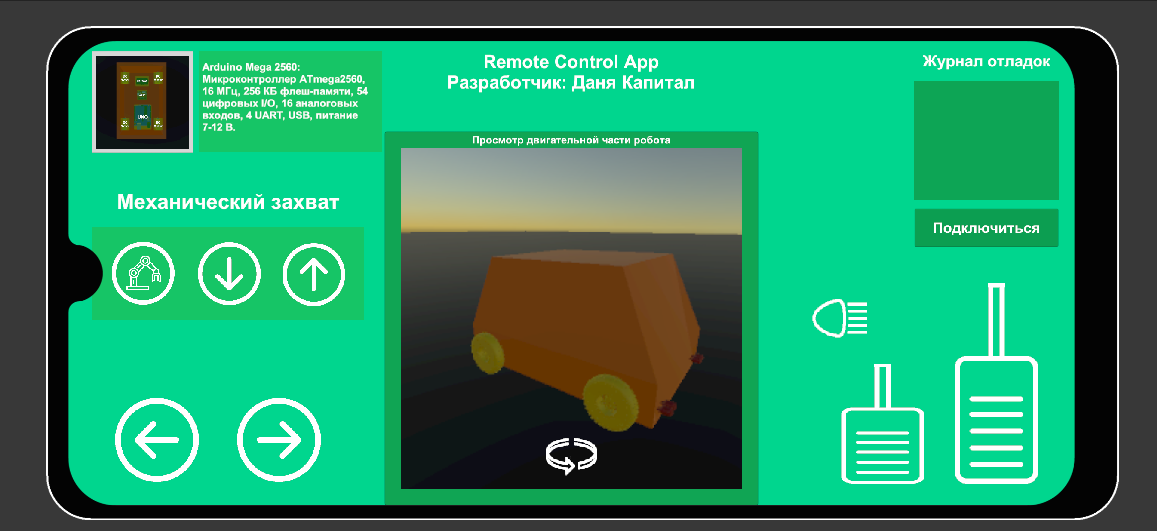 Remote Control App
Разработчик: Даня Капитал
Arduino Mega 2560:
Микроконтроллер ATmega2560,
16 МГц, 256 КБ флеш-памяти, 54
цифровых I/O, 16 аналоговых
входов, 4 UART, USB, питание
7-12 В.
UNO
Механический захват
Просмотр двигательной части робота
Журнал отладок
Подключиться